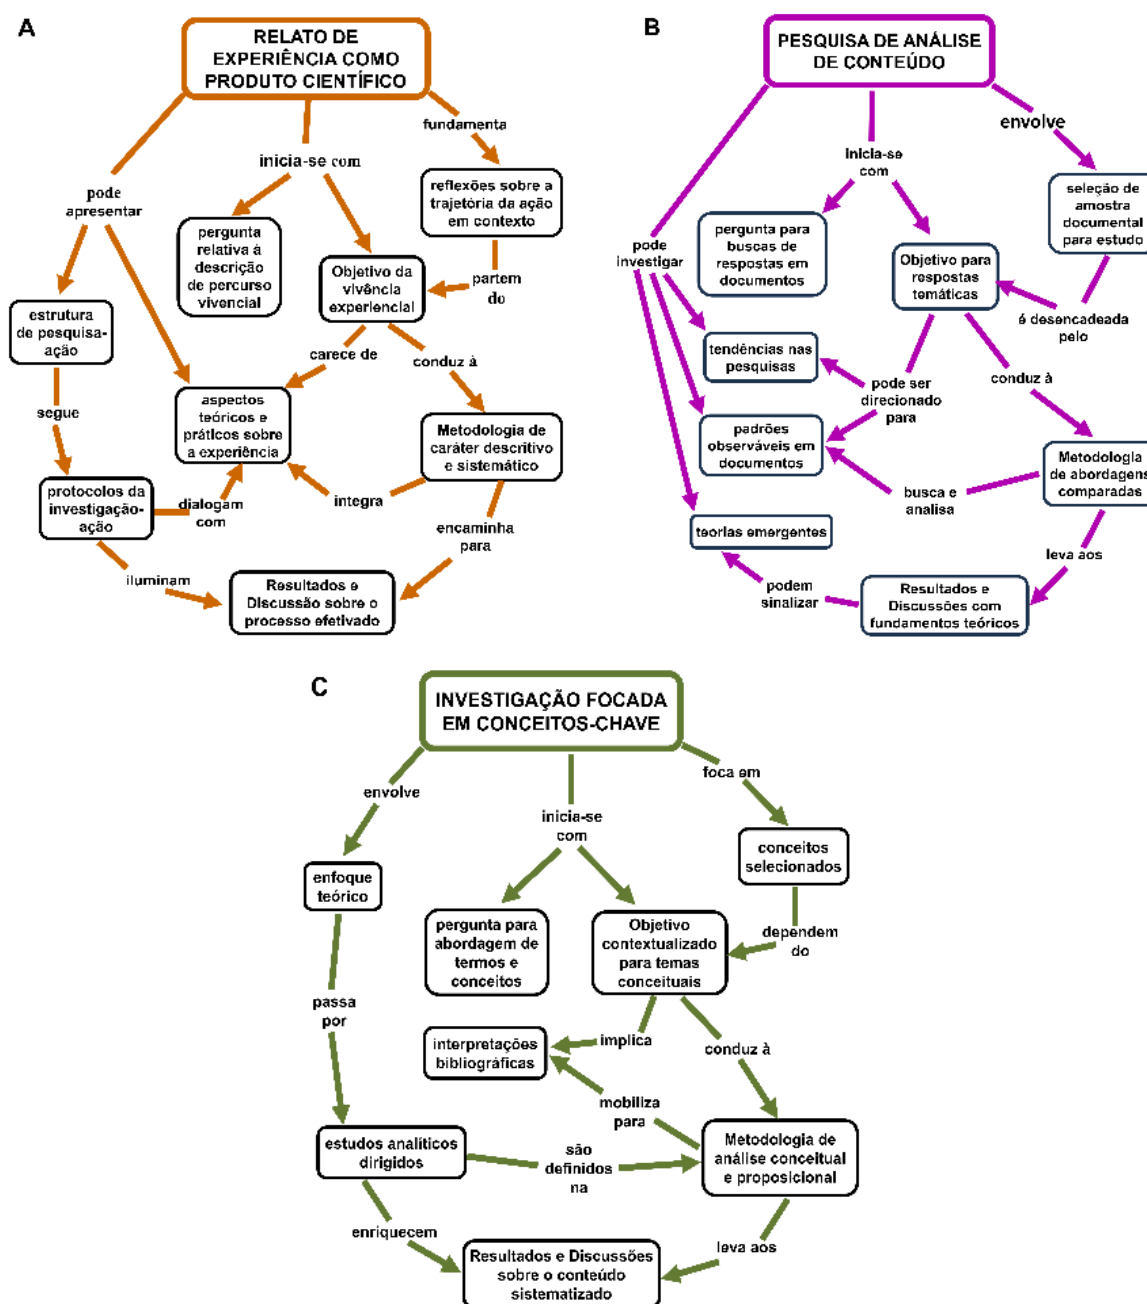 A
RELATO DE
EXPERIÊNCIA COMO
PRODUTO CIENTÍFICO
fundamenta
inicia-se com
pode
apresentar
reflexões sobre a
trajetória da ação
em contexto
pergunta
relativa à
descrição
de percurso
vivencial
Objetivo da
vivência
experiencial
partem
do
estrutura
de pesquisa-
ação
carece de
conduz à
segue
aspectos
teóricos e
práticos sobre
a experiência
Metodologia de
caráter descritivo
e sistemático
protocolos da
investigação-
ação
dialogam
com
integra
encaminha
para
iluminam
Resultados e
Discussão sobre o
processo efetivado
B
PESQUISA DE ANÁLISE
DE CONTEÚDO
envolve
inicia-se
com
seleção de
amostra
documental
para estudo
pode
investigar
pergunta para
buscas de
respostas em
documentos
Objetivo para
respostas
temáticas
é desencadeada
pelo
tendências nas
pesquisas
pode ser
direcionado
para
conduz à
padrões
observáveis em
documentos
Metodologia
de abordagens
comparadas
busca e
analisa
teorias emergentes
leva aos
podem
sinalizar
Resultados e
Discussões com
fundamentos teóricos
C
INVESTIGAÇÃO FOCADA
EM CONCEITOS-CHAVE
foca em
envolve
inicia-se
com
conceitos
selecionados
enfoque
teórico
pergunta para
abordagem de
termos e
conceitos
Objetivo
contextualizado
para temas
conceituais
dependem
do
passa
por
interpretações
bibliográficas
implica
conduz à
mobiliza
para
estudos analíticos
dirigidos
são
definidos
na
Metodologia de
análise conceitual
e proposicional
enriquecem
leva aos
Resultados e Discussões
sobre o conteúdo
sistematizado